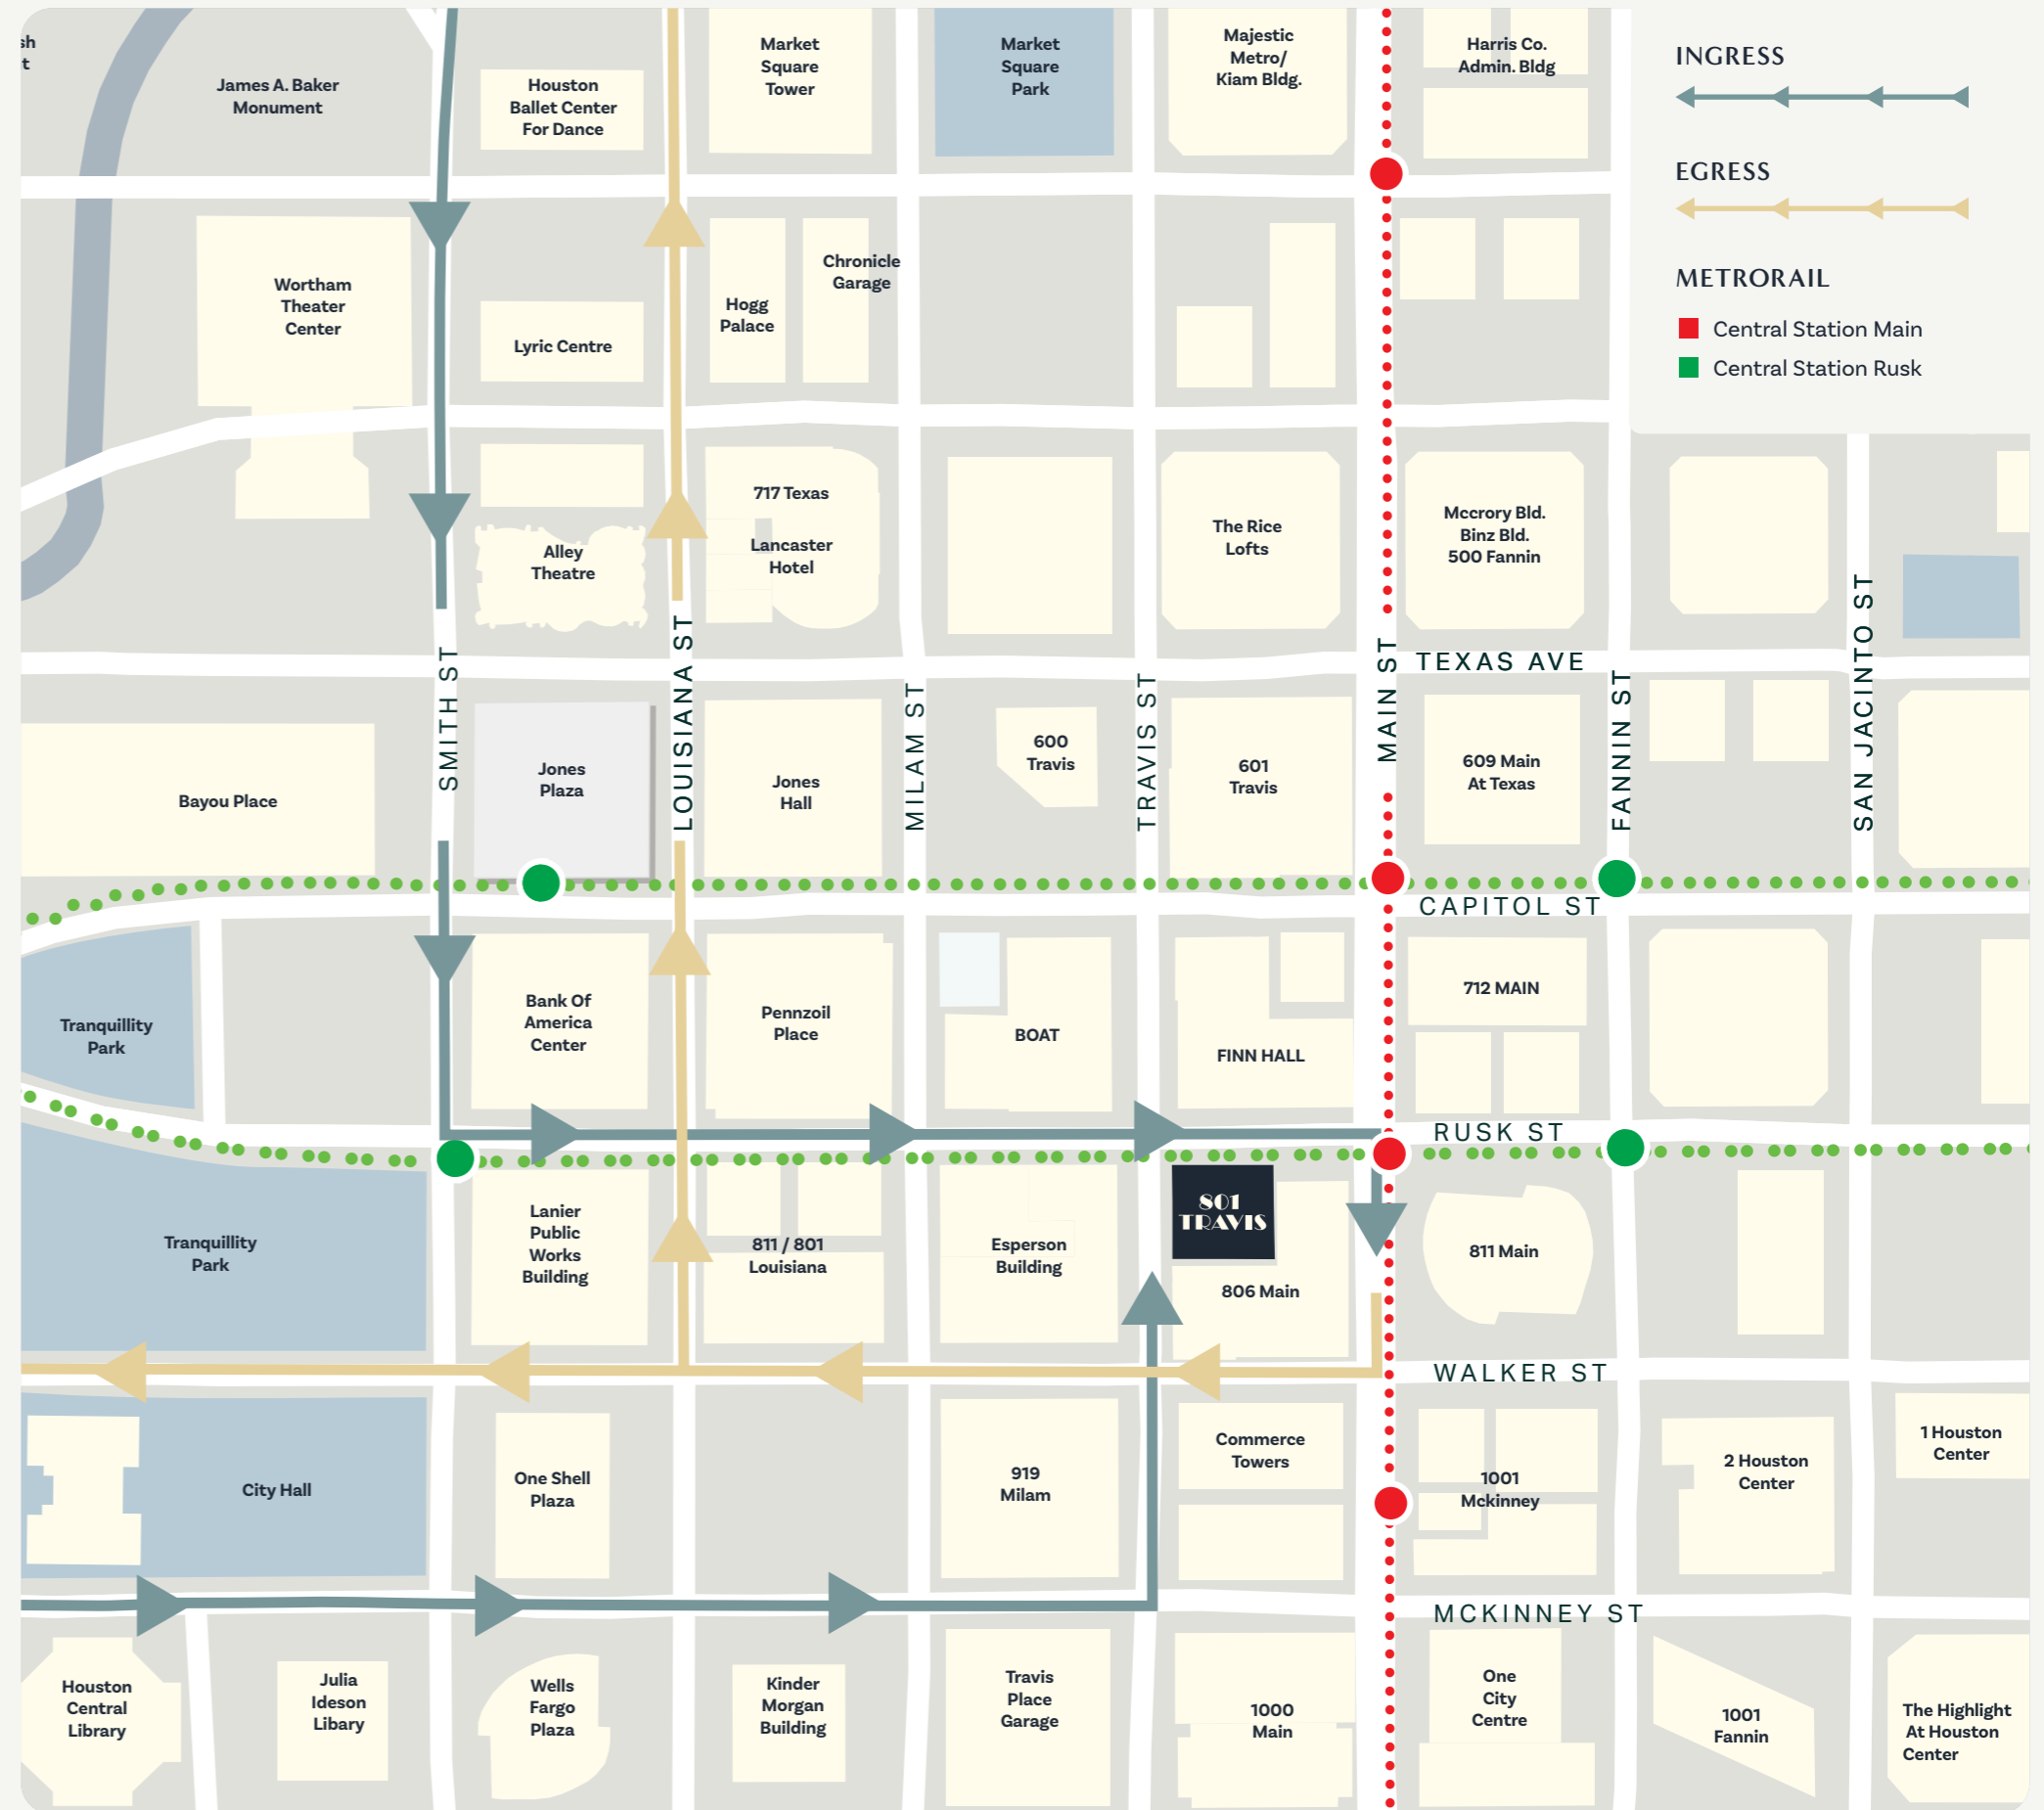 sh
t
James A. Baker
Monument
Houston
Ballet Center
For Dance
Market
Square
Tower
Market
Square
Park
Majestic
Metro/
Kiam Bldg.
Harris Co.
Admin. Bldg
INGRESS
EGRESS
METRORAIL
Central Station Main
Central Station Rusk
Wortham
Theater
Center
Lyric Centre
Hogg
Palace
Chronicle
Garage
717 Texas
Lancaster
Hotel
Alley
Theatre
The Rice
Lofts
Mccrory Bld.
Binz Bld.
500 Fannin
SMITH ST
LOUISIANA ST
MILAM ST
TRAVIS ST
MAIN ST
TEXAS AVE
FANNIN ST
SAN JACINTO ST
Bayou Place
Jones
Plaza
Jones
Hall
600
Travis
601
Travis
609 Main
At Texas
CAPITOL ST
Tranquillity
Park
Bank Of
America
Center
Pennzoil
Place
BOAT
FINN HALL
712 MAIN
RUSK ST
Tranquillity
Park
Lanier
Public
Works
Building
811 / 801
Louisiana
Esperson
Building
801
TRAVIS
806 Main
811 Main
WALKER ST
City Hall
One Shell
Plaza
919
Milam
Commerce
Towers
1001
Mckinney
2 Houston
Center
1 Houston
Center
MCKINNEY ST
Houston
Central
Library
Julia
Ideson
Libary
Wells
Fargo
Plaza
Kinder
Morgan
Building
Travis
Place
Garage
1000
Main
One
City
Centre
1001
Fannin
The Highlight
At Houston
Center